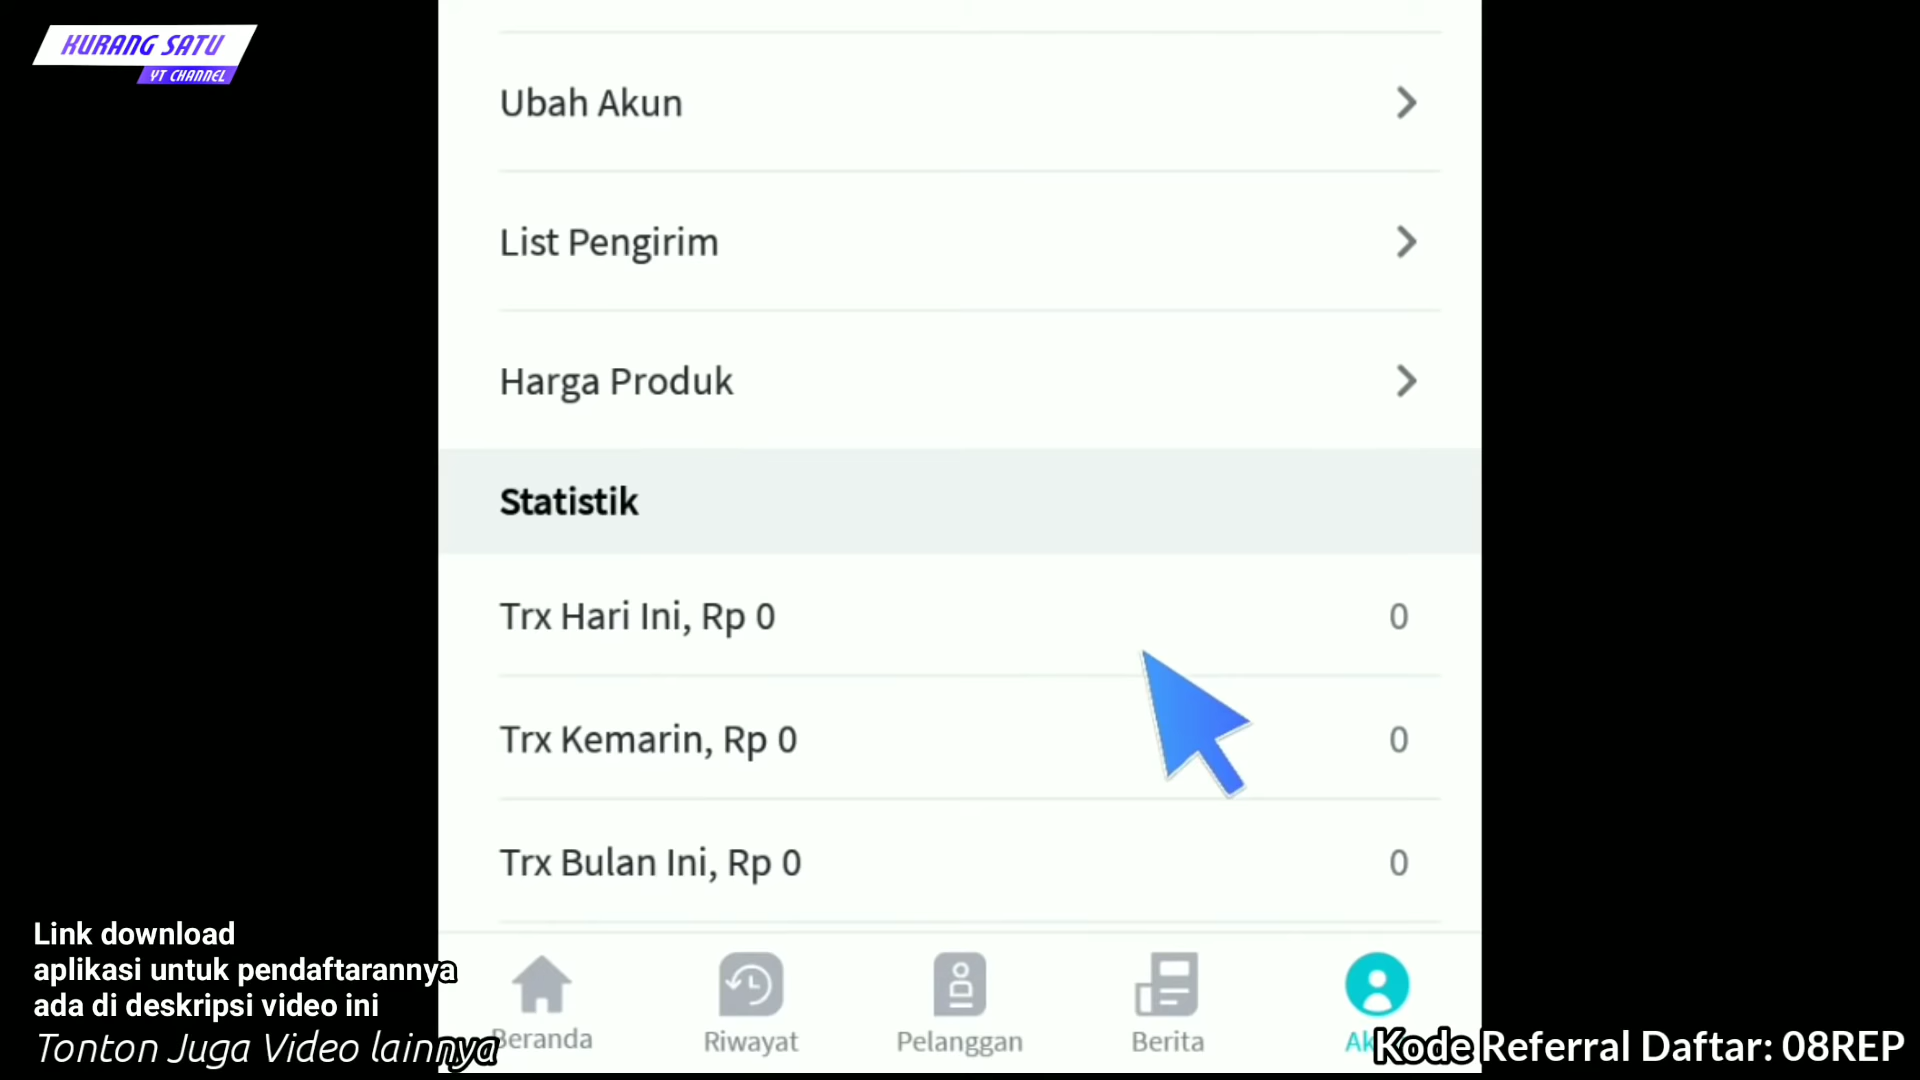 KURANG SATU
YT CHANNEL
Ubah Akun
List Pengirim
Harga Produk
Statistik
Trx Hari Ini, Rp 0
0
Trx Kemarin, Rp 0
0
Trx Bulan Ini, Rp 0
0
Link download
aplikasi untuk pendaftarannya
ada di deskripsi video ini
Tonton Juga Video lainnya
Beranda
Riwayat
Pelanggan
Berita
Kode Referral Daftar: 08REP